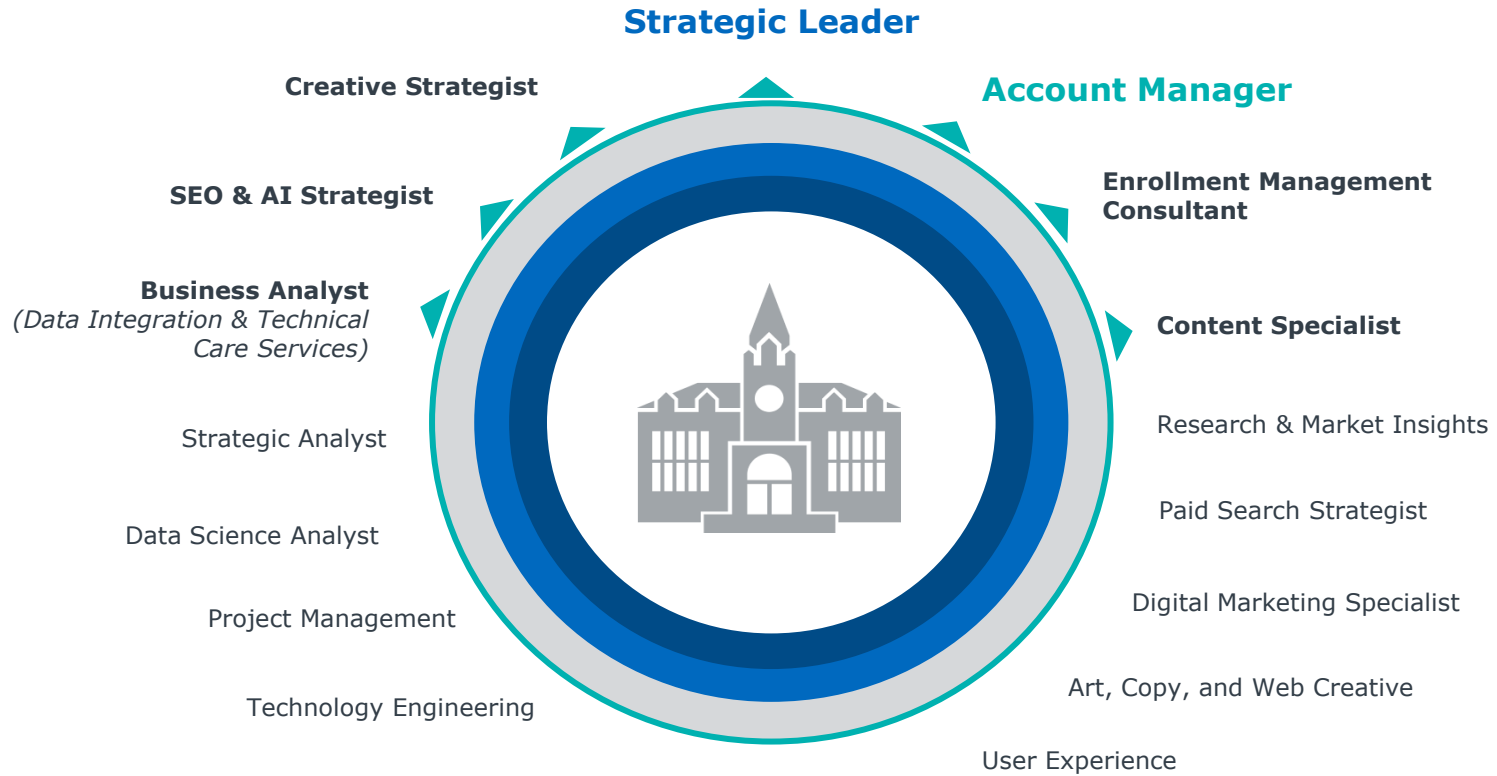 Strategic Leader
Creative Strategist
Account Manager
SEO & AI Strategist
Enrollment Management
Consultant
Business Analyst
(Data Integration & Technical
Care Services)
Content Specialist
Strategic Analyst
Research & Market Insights
Data Science Analyst
Paid Search Strategist
Project Management
Digital Marketing Specialist
Technology Engineering
Art, Copy, and Web Creative
User Experience